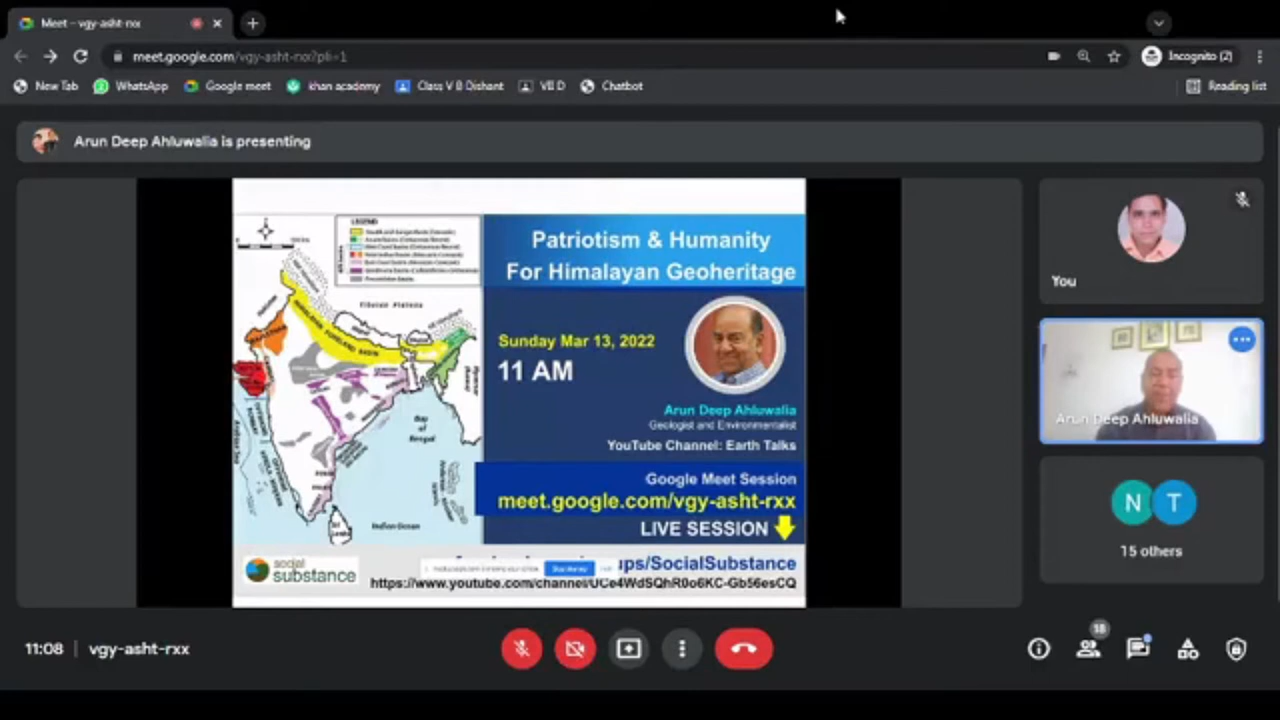 Meet – vgy-asht-rxx
meet.google.com/vgy-asht-rxx?pli=1
Incognito (2)
New Tab
WhatsApp
Google meet
khan academy
Class V B Dishant
VII D
Chatbot
Reading list
Arun Deep Ahluwalia is presenting
LEGEND
Tibetan Plateau
HIMALAYAN FORELAND BASIN
Bay
of
Bengal
Indian Ocean
Sri
Lanka
Patriotism & Humanity
For Himalayan Geoheritage
Sunday Mar 13, 2022
11 AM
Arun Deep Ahluwalia
Geologist and Environmentalist
YouTube Channel: Earth Talks
Google Meet Session
meet.google.com/vgy-asht-rxx
LIVE SESSION
ups/SocialSubstance
social
substance
https://www.youtube.com/channel/UCe4WdSQhR0o6KC-Gb56esCQ
You
Arun Deep Ahluwalia
N
T
15 others
11:08
vgy-asht-rxx
18